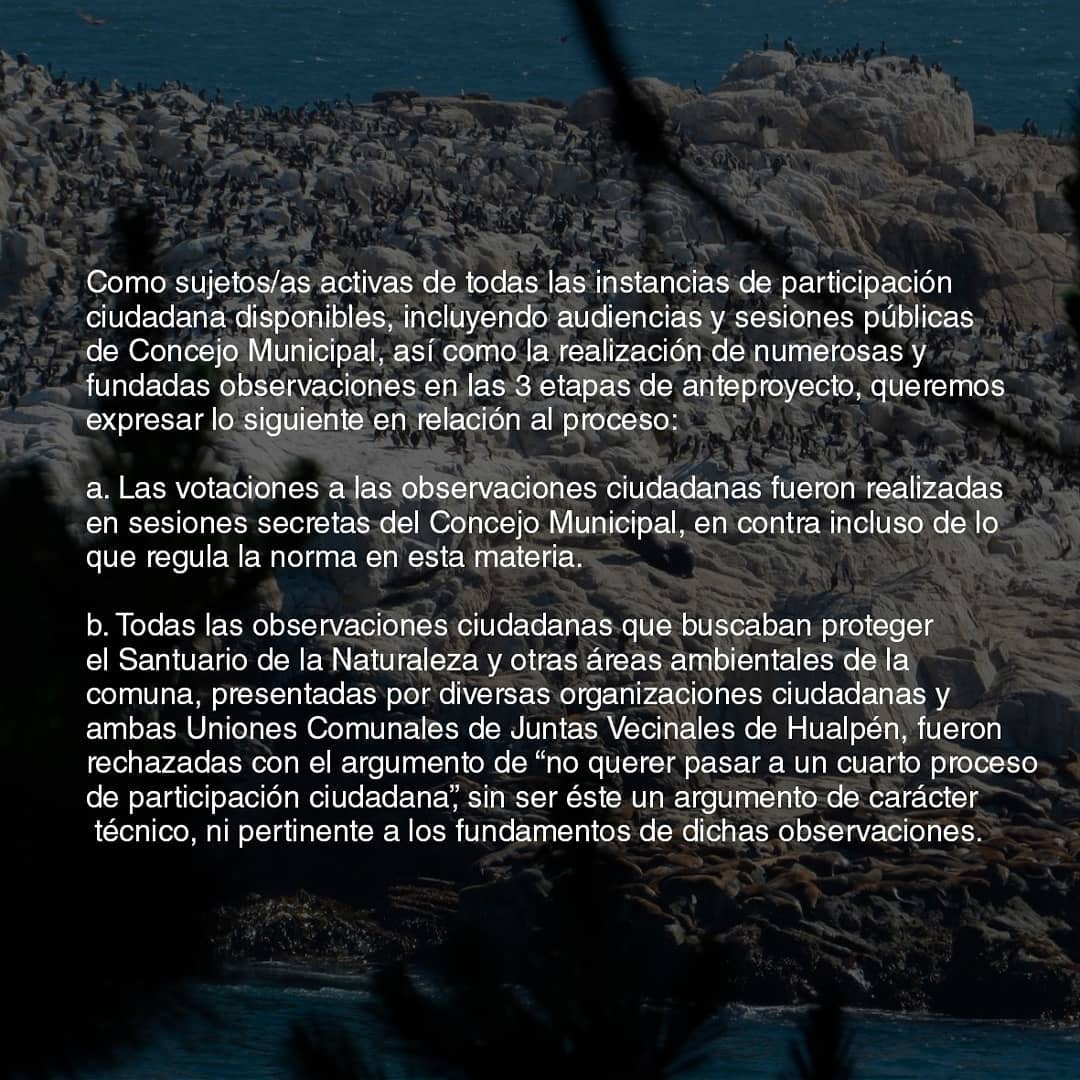 Como sujetos/as activas de todas las instancias de participación
ciudadana disponibles, incluyendo audiencias y sesiones públicas
de Concejo Municipal, así como la realización de numerosas y
fundadas observaciones en las 3 etapas de anteproyecto, queremos
expresar lo siguiente en relación al proceso:
a. Las votaciones a las observaciones ciudadanas fueron realizadas
en sesiones secretas del Concejo Municipal, en contra incluso de lo
que regula la norma en esta materia.
b. Todas las observaciones ciudadanas que buscaban proteger
el Santuario de la Naturaleza y otras áreas ambientales de la
comuna, presentadas por diversas organizaciones ciudadanas y
ambas Uniones Comunales de Juntas Vecinales de Hualpén, fueron
rechazadas con el argumento de “no querer pasar a un cuarto proceso
de participación ciudadana”, sin ser éste un argumento de carácter
técnico, ni pertinente a los fundamentos de dichas observaciones.